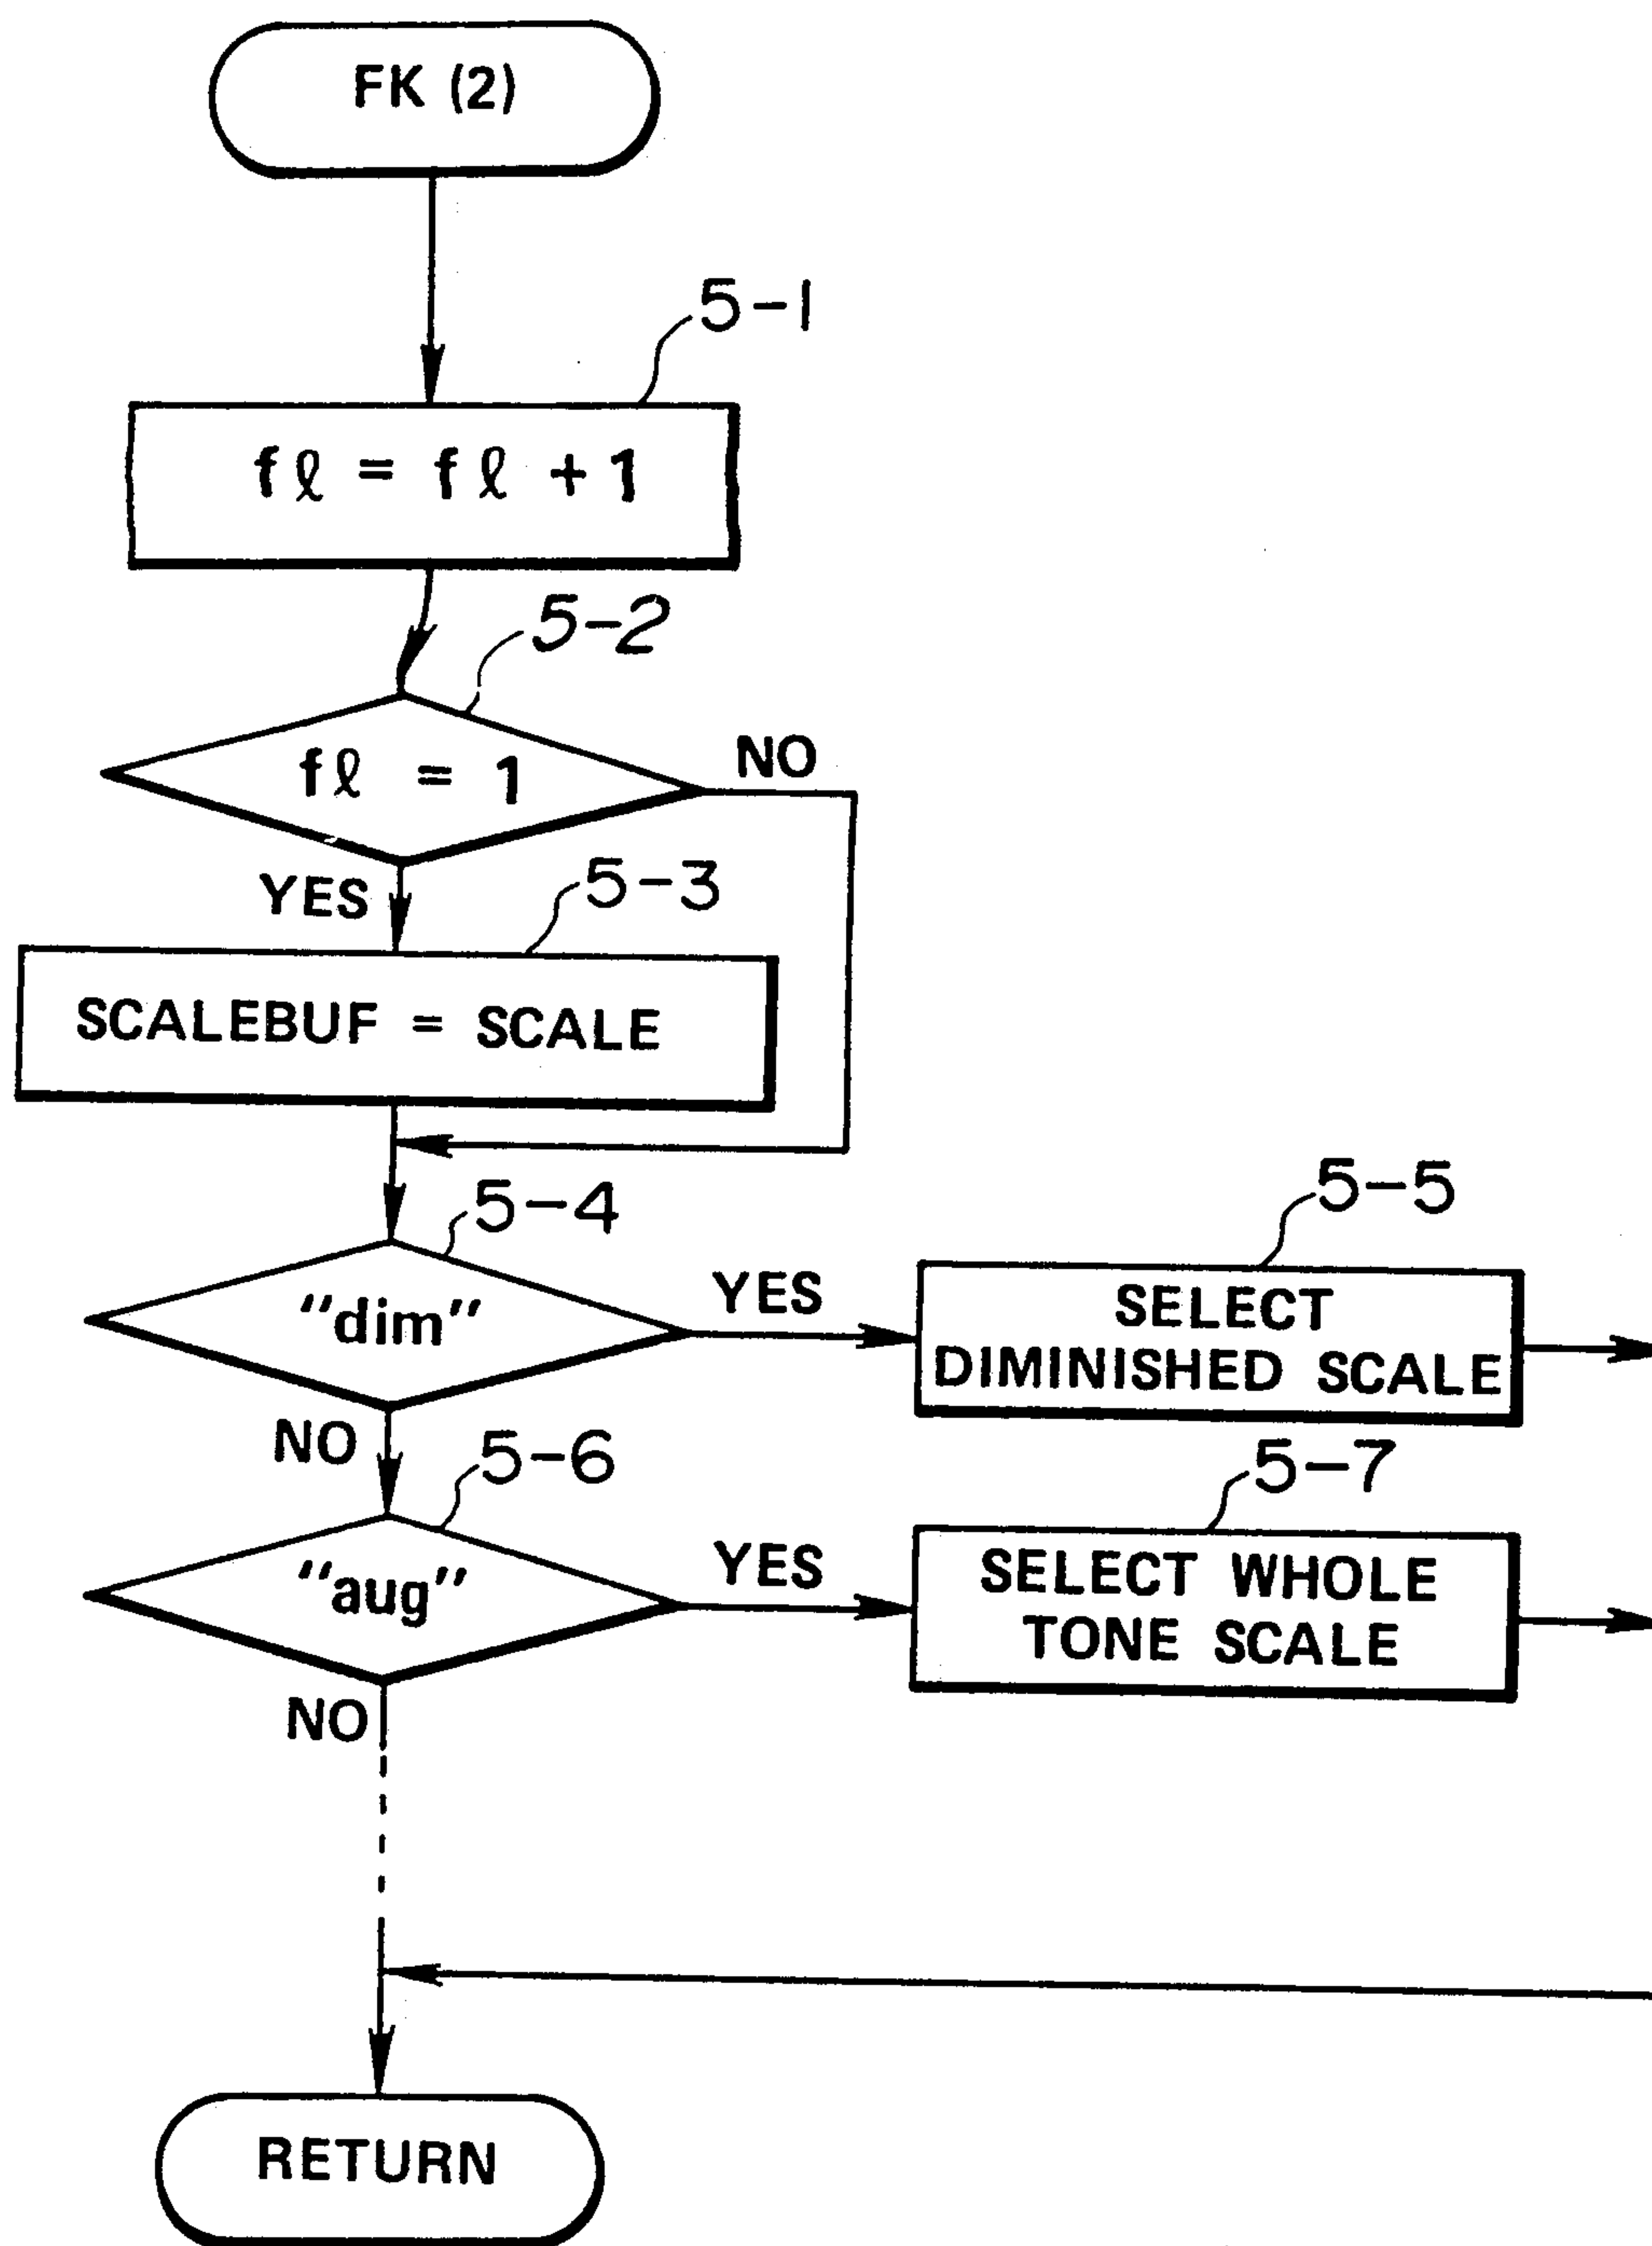 FK (2)
5-1
fℓ = fℓ + 1
5-2
fℓ = 1
NO
YES
5-3
SCALEBUF = SCALE
5-4
"dim"
YES
5-5
SELECT
DIMINISHED SCALE
NO
5-6
"aug"
YES
5-7
SELECT WHOLE
TONE SCALE
NO
RETURN